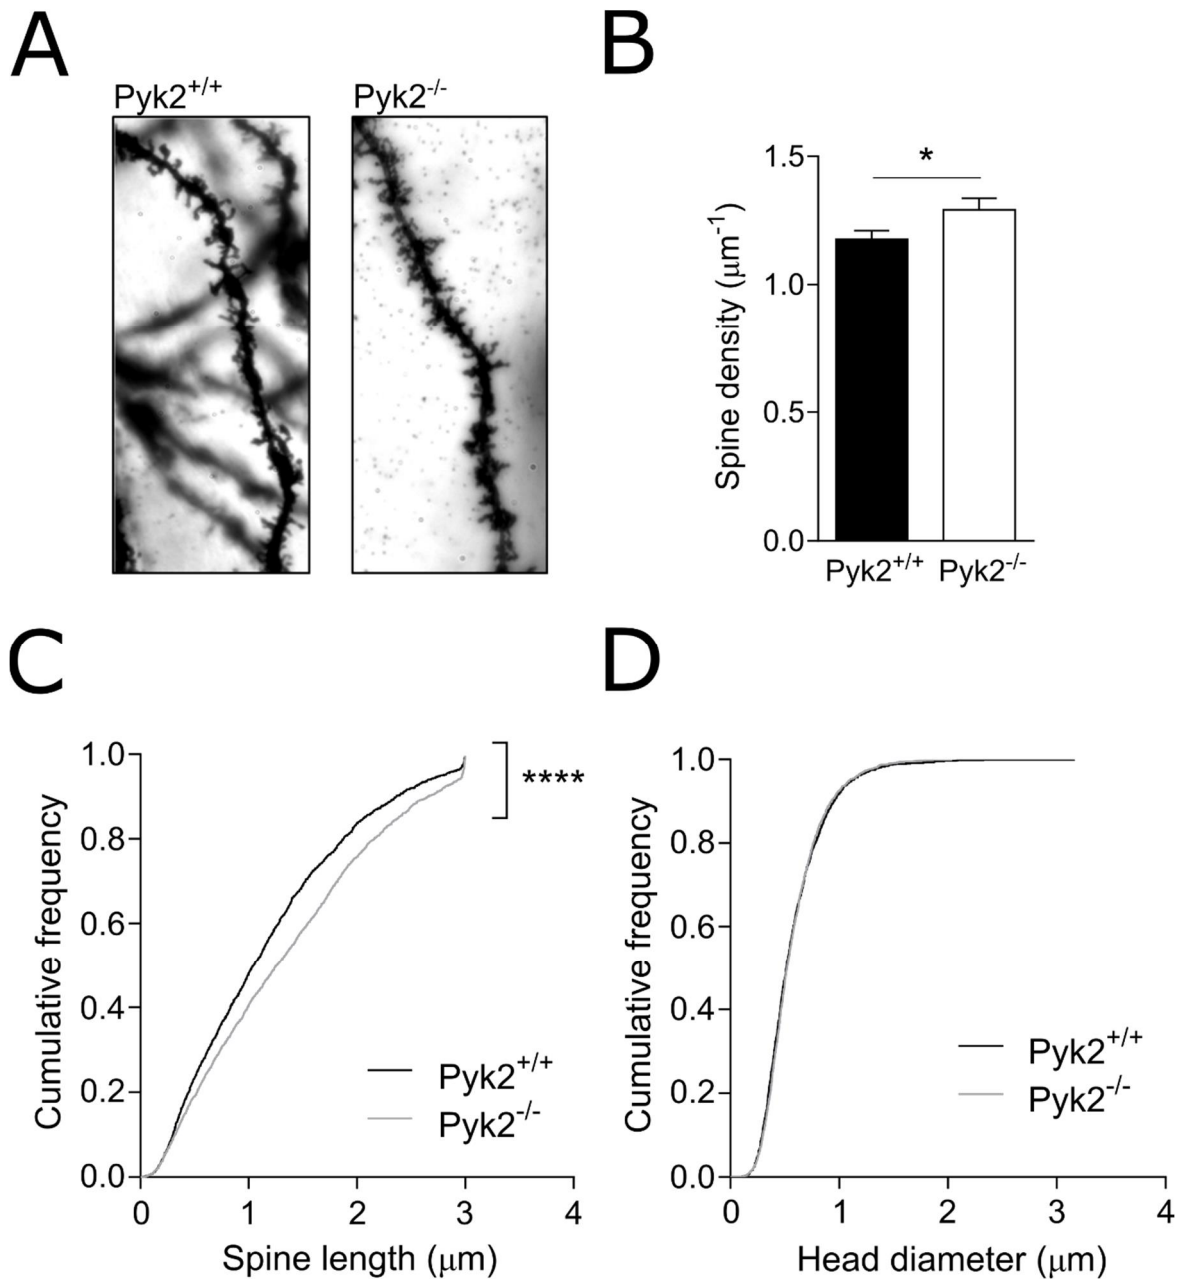 A
Pyk2+/+
Pyk2-/-
B
*
1.5
1.0
0.5
0.0
Spine density (μm-1)
Pyk2+/+ Pyk2-/-
C
1.0
0.8
0.6
0.4
0.2
0.0
Cumulative frequency
****
Pyk2+/+
Pyk2-/-
0 1 2 3 4
Spine length (μm)
D
1.0
0.8
0.6
0.4
0.2
0.0
Cumulative frequency
Pyk2+/+
Pyk2-/-
0 1 2 3 4
Head diameter (μm)